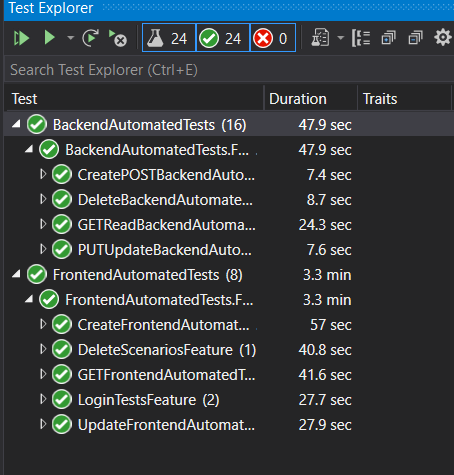 Test Explorer
24 24 0
Search Test Explorer (Ctrl+E)
Test Duration Traits
BackendAutomatedTests (16) 47.9 sec
BackendAutomatedTests.F... 47.9 sec
CreatePOSTBackendAuto... 7.4 sec
DeleteBackendAutomated... 8.7 sec
GETReadBackendAutoma... 24.3 sec
PUTUpdateBackendAuto... 7.6 sec
FrontendAutomatedTests (8) 3.3 min
FrontendAutomatedTests.F... 3.3 min
CreateFrontendAutomat... 57 sec
DeleteScenariosFeature (1) 40.8 sec
GETFrontendAutomatedT... 41.6 sec
LoginTestsFeature (2) 27.7 sec
UpdateFrontendAutomat... 27.9 sec